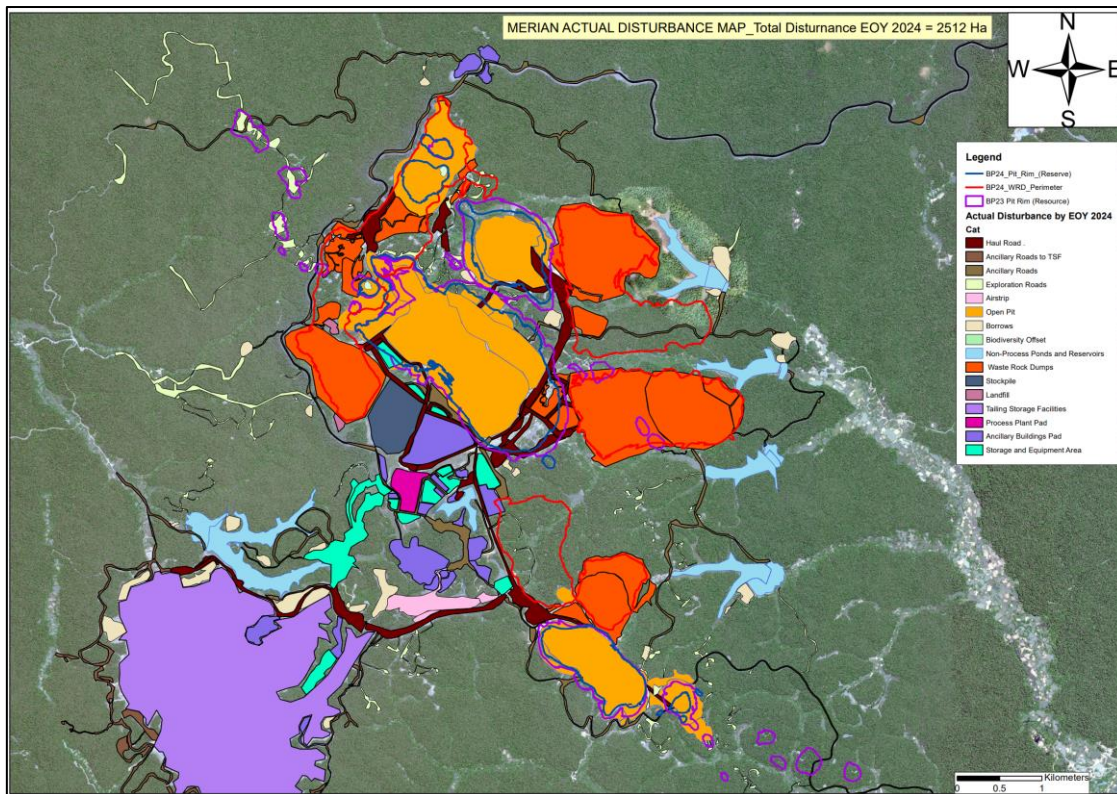 MERIAN ACTUAL DISTURBANCE MAP_Total Disturnance EOY 2024 = 2512 Ha
N
W E
S
Legend
BP24_Pit_Rim_(Reserve)
BP24_WRD_Perimeter
BP23 Pit Rim (Resource)
Actual Disturbance by EOY 2024
Cat
Haul Road .
Ancillary Roads to TSF
Ancillary Roads
Exploration Roads
Airstrip
Open Pit
Borrows
Biodiversity Offset
Non-Process Ponds and Reservoirs
Waste Rock Dumps
Stockpile
Landfill
Tailing Storage Facilities
Process Plant Pad
Ancillary Buildings Pad
Storage and Equipment Area
Kilometers
0 0.5 1